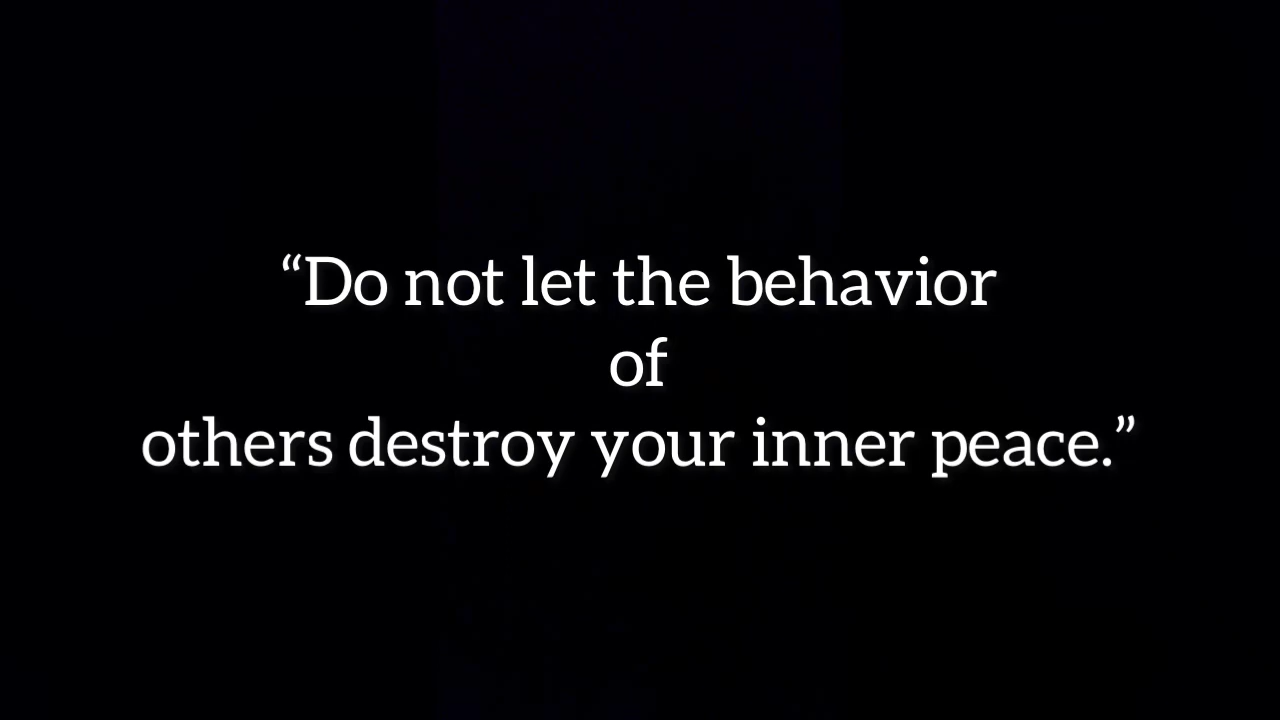 “Do not let the behavior
of
others destroy your inner peace.”